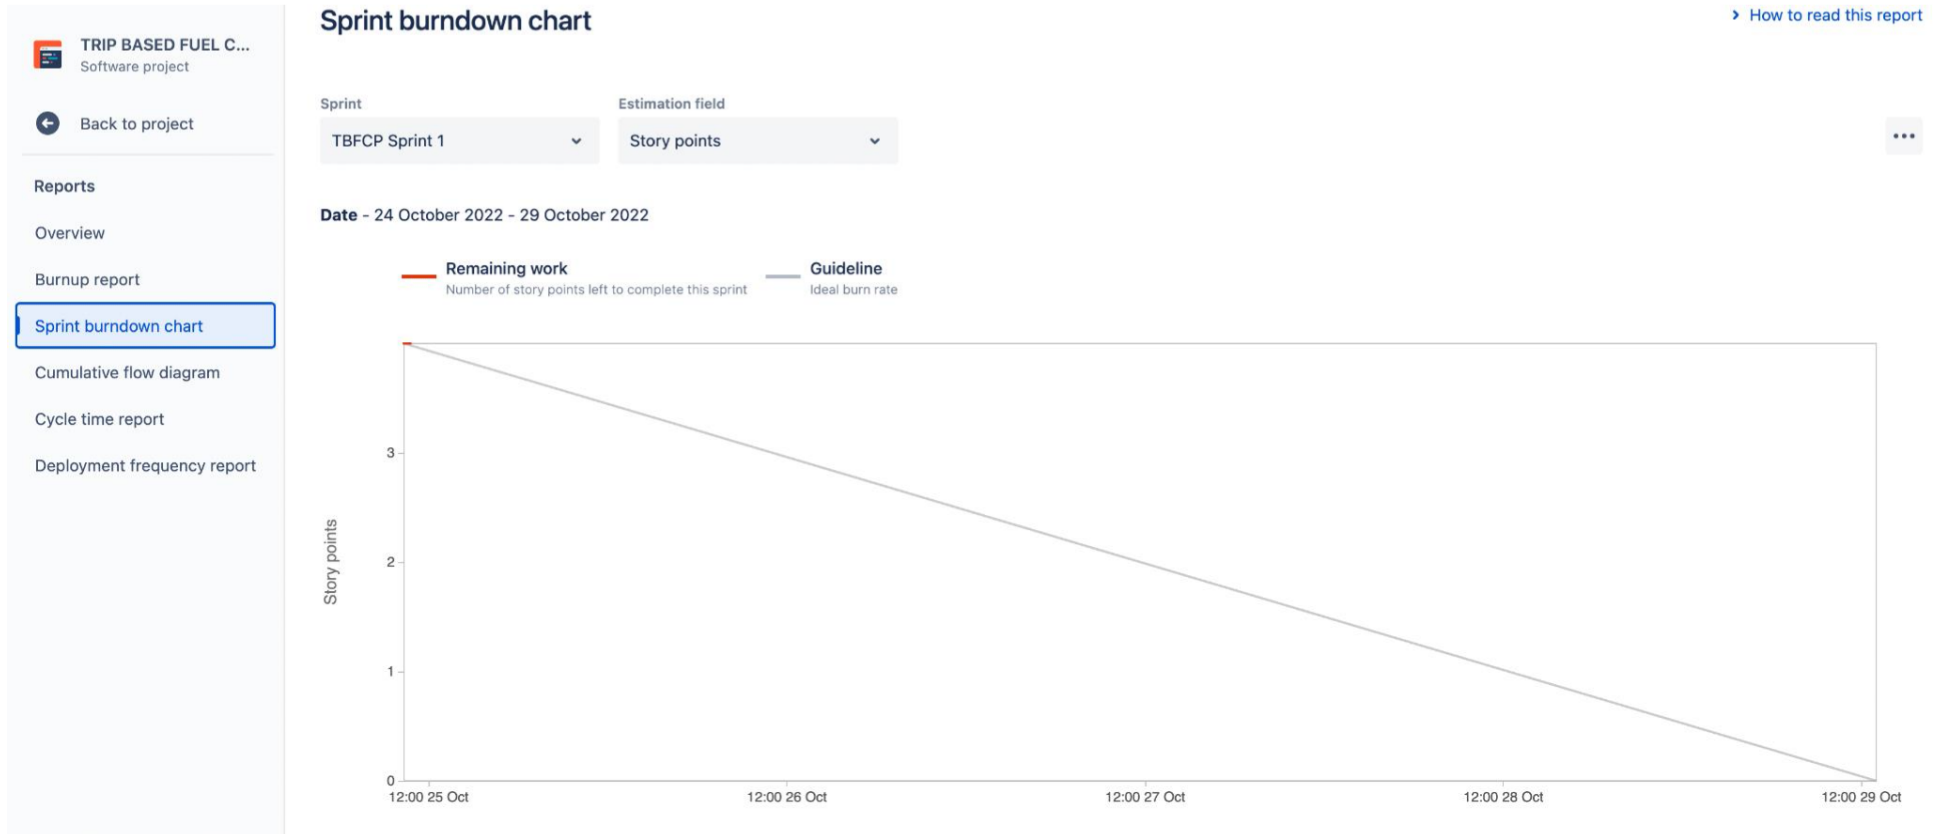 TRIP BASED FUEL C...
Software project
Back to project
Reports
Overview
Burnup report
Sprint burndown chart
Cumulative flow diagram
Cycle time report
Deployment frequency report
Sprint burndown chart
How to read this report
Sprint
Estimation field
TBFCP Sprint 1
Story points
Date - 24 October 2022 - 29 October 2022
Remaining work
Number of story points left to complete this sprint
Guideline
Ideal burn rate
Story points
3
2
1
0
12:00 25 Oct
12:00 26 Oct
12:00 27 Oct
12:00 28 Oct
12:00 29 Oct